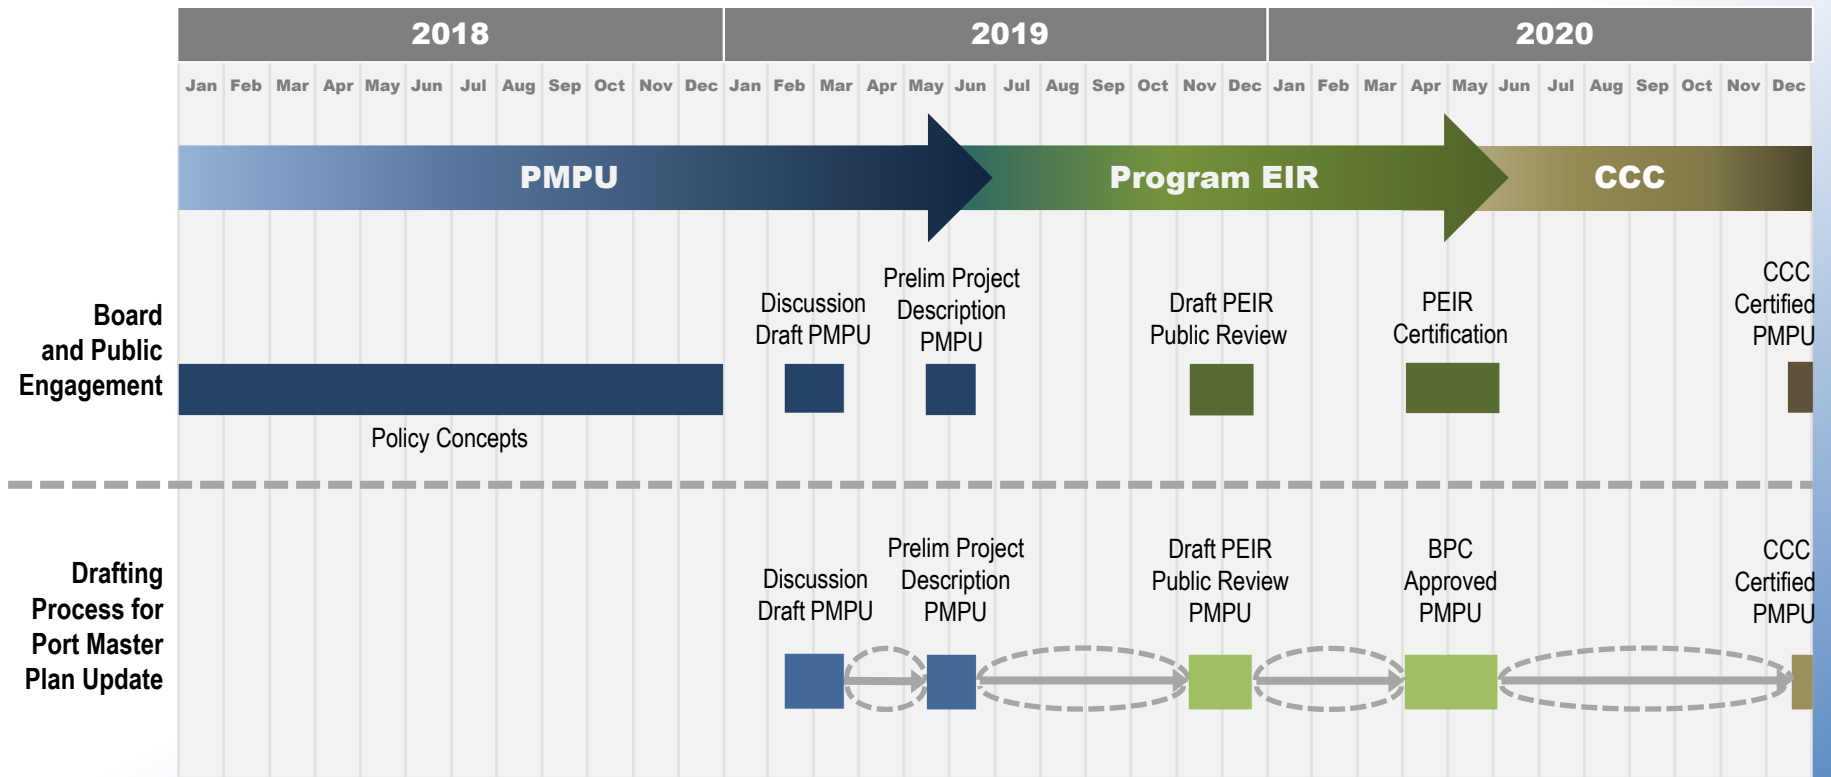 2018 2019 2020
Jan Feb Mar Apr May Jun Jul Aug Sep Oct Nov Dec Jan Feb Mar Apr May Jun Jul Aug Sep Oct Nov Dec Jan Feb Mar Apr May Jun Jul Aug Sep Oct Nov Dec
PMPU Program EIR CCC
Board
and Public
Engagement
Policy Concepts
Discussion
Draft PMPU
Prelim Project
Description
PMPU
Draft PEIR
Public Review
PEIR
Certification
CCC
Certified
PMPU
Drafting
Process for
Port Master
Plan Update
Discussion
Draft PMPU
Prelim Project
Description
PMPU
Draft PEIR
Public Review
PMPU
BPC
Approved
PMPU
CCC
Certified
PMPU